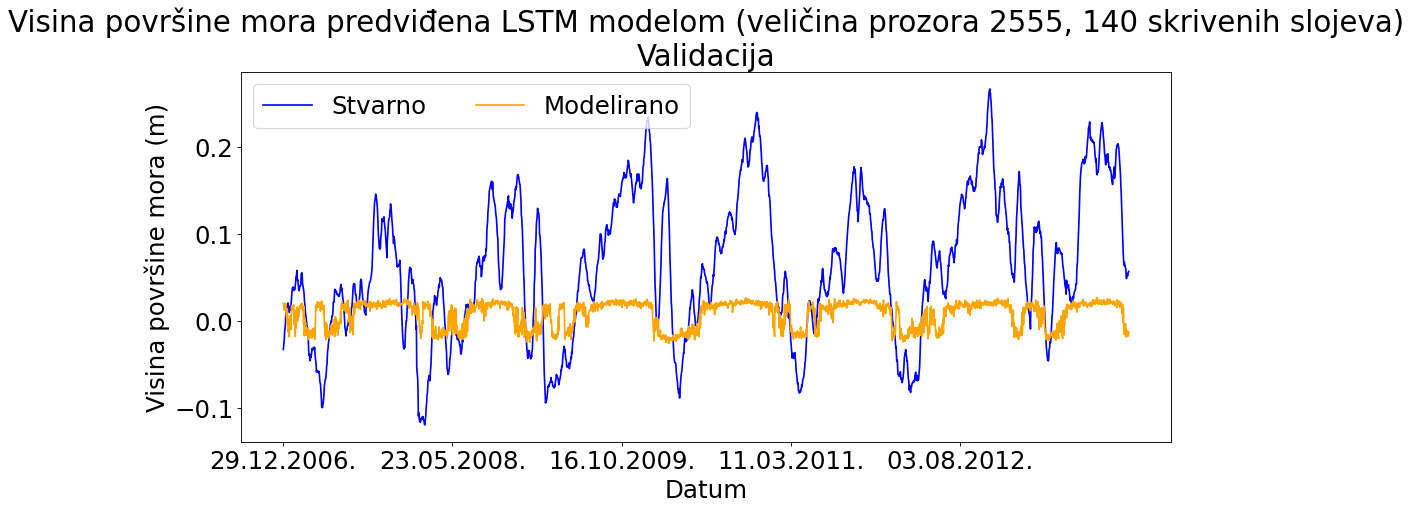 Visina površine mora predviđena LSTM modelom (veličina prozora 2555, 140 skrivenih slojeva)
Validacija
Stvarno Modelirano
Visina površine mora (m)
0.2
0.1
0.0
−0.1
29.12.2006. 23.05.2008. 16.10.2009. 11.03.2011. 03.08.2012.
Datum